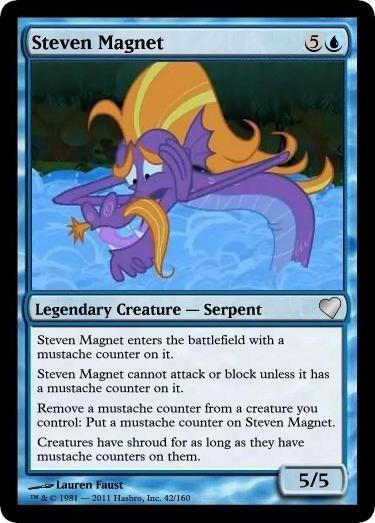 Steven Magnet 5
Legendary Creature — Serpent
Steven Magnet enters the battlefield with a
mustache counter on it.
Steven Magnet cannot attack or block unless it has
a mustache counter on it.
Remove a mustache counter from a creature you
control: Put a mustache counter on Steven Magnet.
Creatures have shroud for as long as they have
mustache counters on them.
5/5
Lauren Faust
™ & © 1981 — 2011 Hasbro, Inc. 42/160